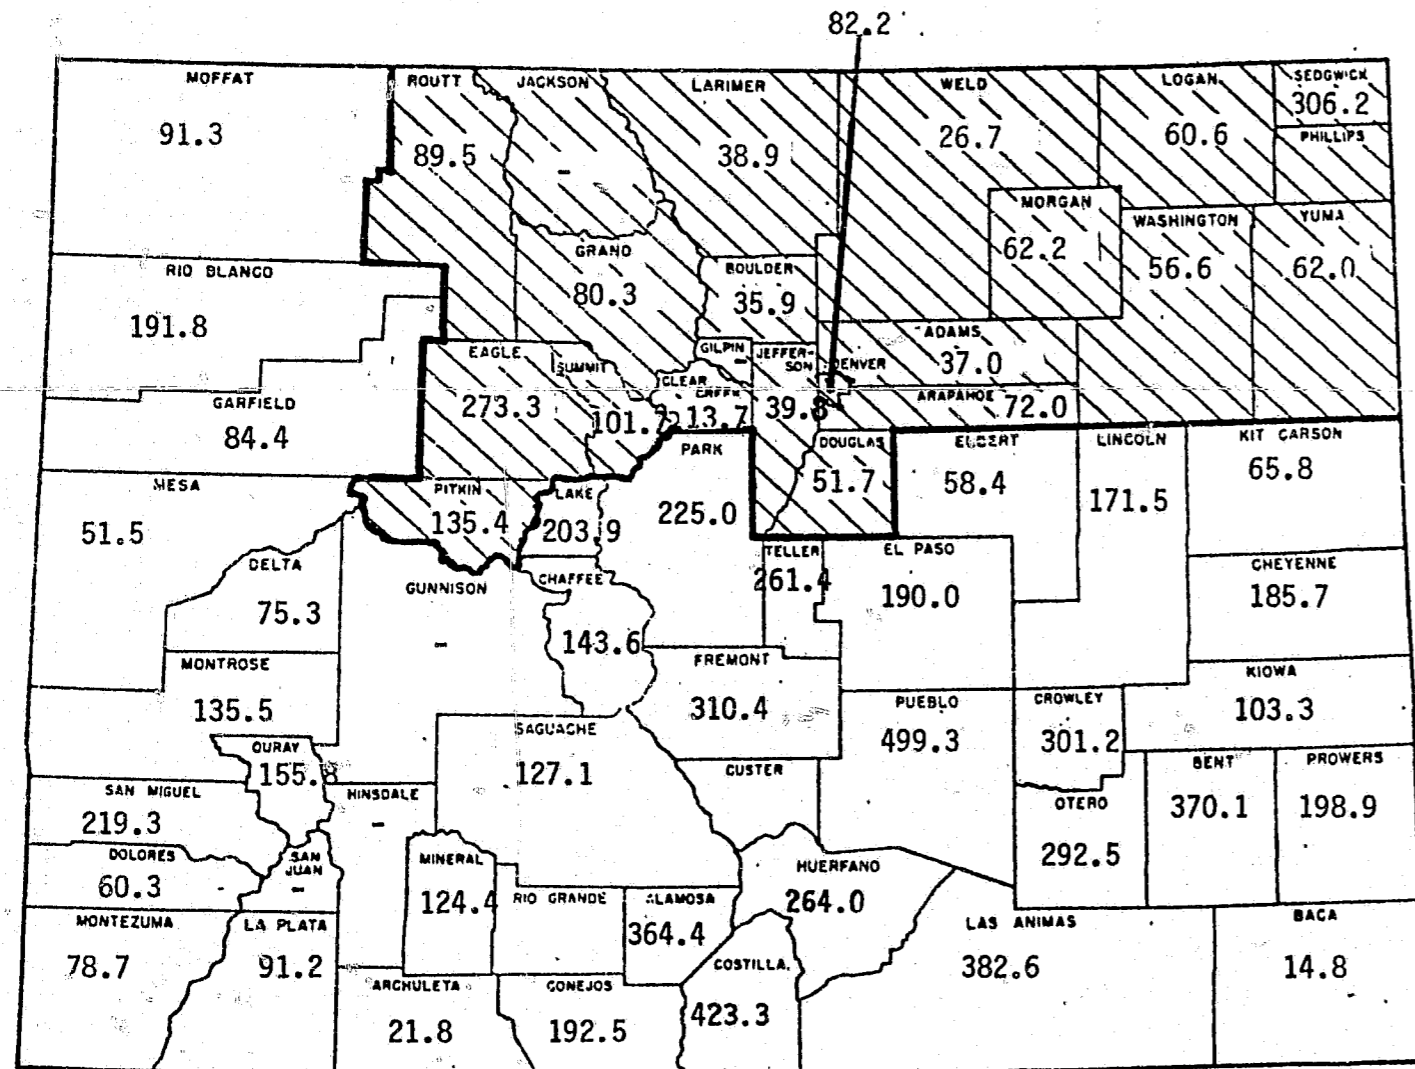 82.2
MOFFAT
91.3
ROUTT
89.5
JACKSON
-
LARIMER
38.9
WELD
26.7
LOGAN
60.6
SEDGWICK
306.2
PHILLIPS
MORGAN
62.2
WASHINGTON
56.6
YUMA
62.0
RIO BLANCO
191.8
GRAND
80.3
BOULDER
35.9
ADAMS
37.0
GARFIELD
84.4
EAGLE
273.3
SUMMIT
101.7
GILPIN
-
CLEAR
CREEK
13.7
JEFFER-
SON
39.8
DENVER
ARAPAHOE
72.0
MESA
51.5
PITKIN
135.4
LAKE
203.9
PARK
225.0
DOUGLAS
51.7
ELBERT
58.4
LINCOLN
171.5
KIT CARSON
65.8
DELTA
75.3
GUNNISON
-
CHAFFEE
143.6
TELLER
261.4
EL PASO
190.0
CHEYENNE
185.7
MONTROSE
135.5
FREMONT
310.4
PUEBLO
499.3
CROWLEY
301.2
KIOWA
103.3
OURAY
155.8
SAGUACHE
127.1
CUSTER
BENT
370.1
PROWERS
198.9
SAN MIGUEL
219.3
HINSDALE
-
OTERO
292.5
DOLORES
60.3
SAN
JUAN
-
MINERAL
124.4
RIO GRANDE
ALAMOSA
364.4
HUERFANO
264.0
LAS ANIMAS
382.6
BACA
14.8
MONTEZUMA
78.7
LA PLATA
91.2
ARCHULETA
21.8
CONEJOS
192.5
COSTILLA
423.3